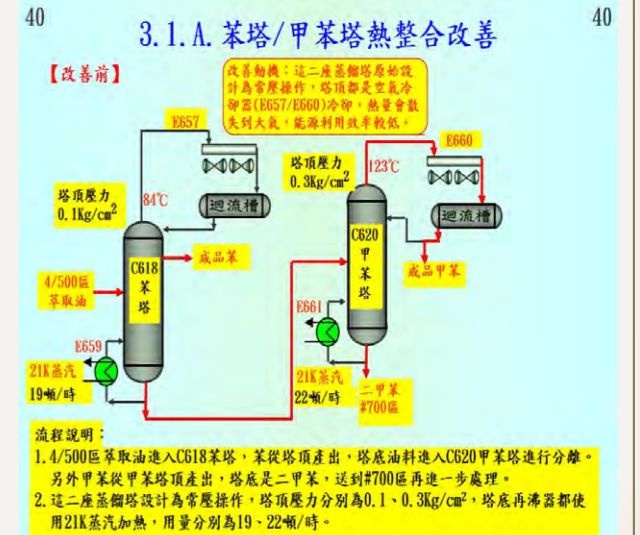 40
40
3.1.A.苯塔/甲苯塔熱整合改善
【改善前】
改善動機：這二座蒸餾塔原始設
計為常壓操作，塔頂都是空氣冷
卻器(E657/E660)冷卻，熱量會散
失到大氣，能源利用效率較低。
E657
E660
塔頂壓力
0.1Kg/cm²
84℃
迴流槽
塔頂壓力
0.3Kg/cm²
123℃
迴流槽
C618
苯
塔
成品苯
C620
甲
苯
塔
成品甲苯
4/500區
萃取油
E659
21K蒸汽
19噸/時
E661
21K蒸汽
22噸/時
二甲苯
#700區
流程說明：
1. 4/500區萃取油進入C618苯塔，苯從塔頂產出，塔底油料進入C620甲苯塔進行分離。
另外甲苯從甲苯塔頂產出，塔底是二甲苯，送到#700區再進一步處理。
2. 這二座蒸餾塔設計為常壓操作，塔頂壓力分別為0.1、0.3Kg/cm²，塔底再沸器都使
用21K蒸汽加熱，用量分別為19、22噸/時。